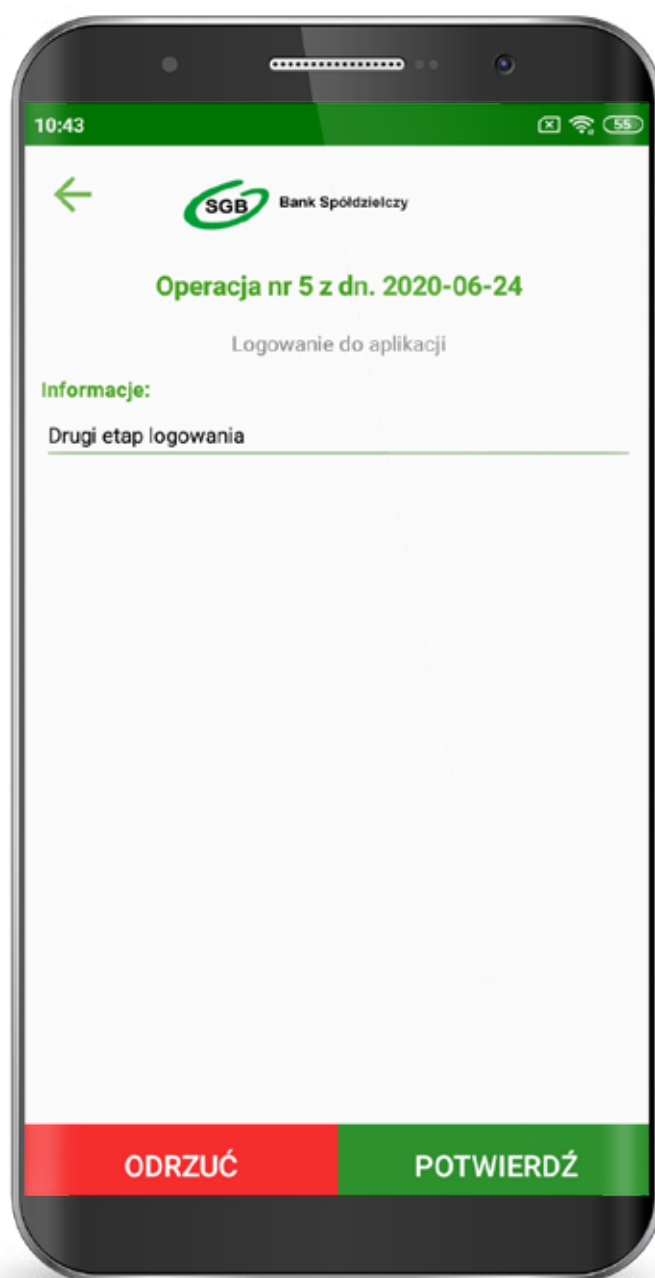 10:43
55
SGB Bank Spółdzielczy
Operacja nr 5 z dn. 2020-06-24
Logowanie do aplikacji
Informacje:
Drugi etap logowania
ODRZUĆ POTWIERDŹ